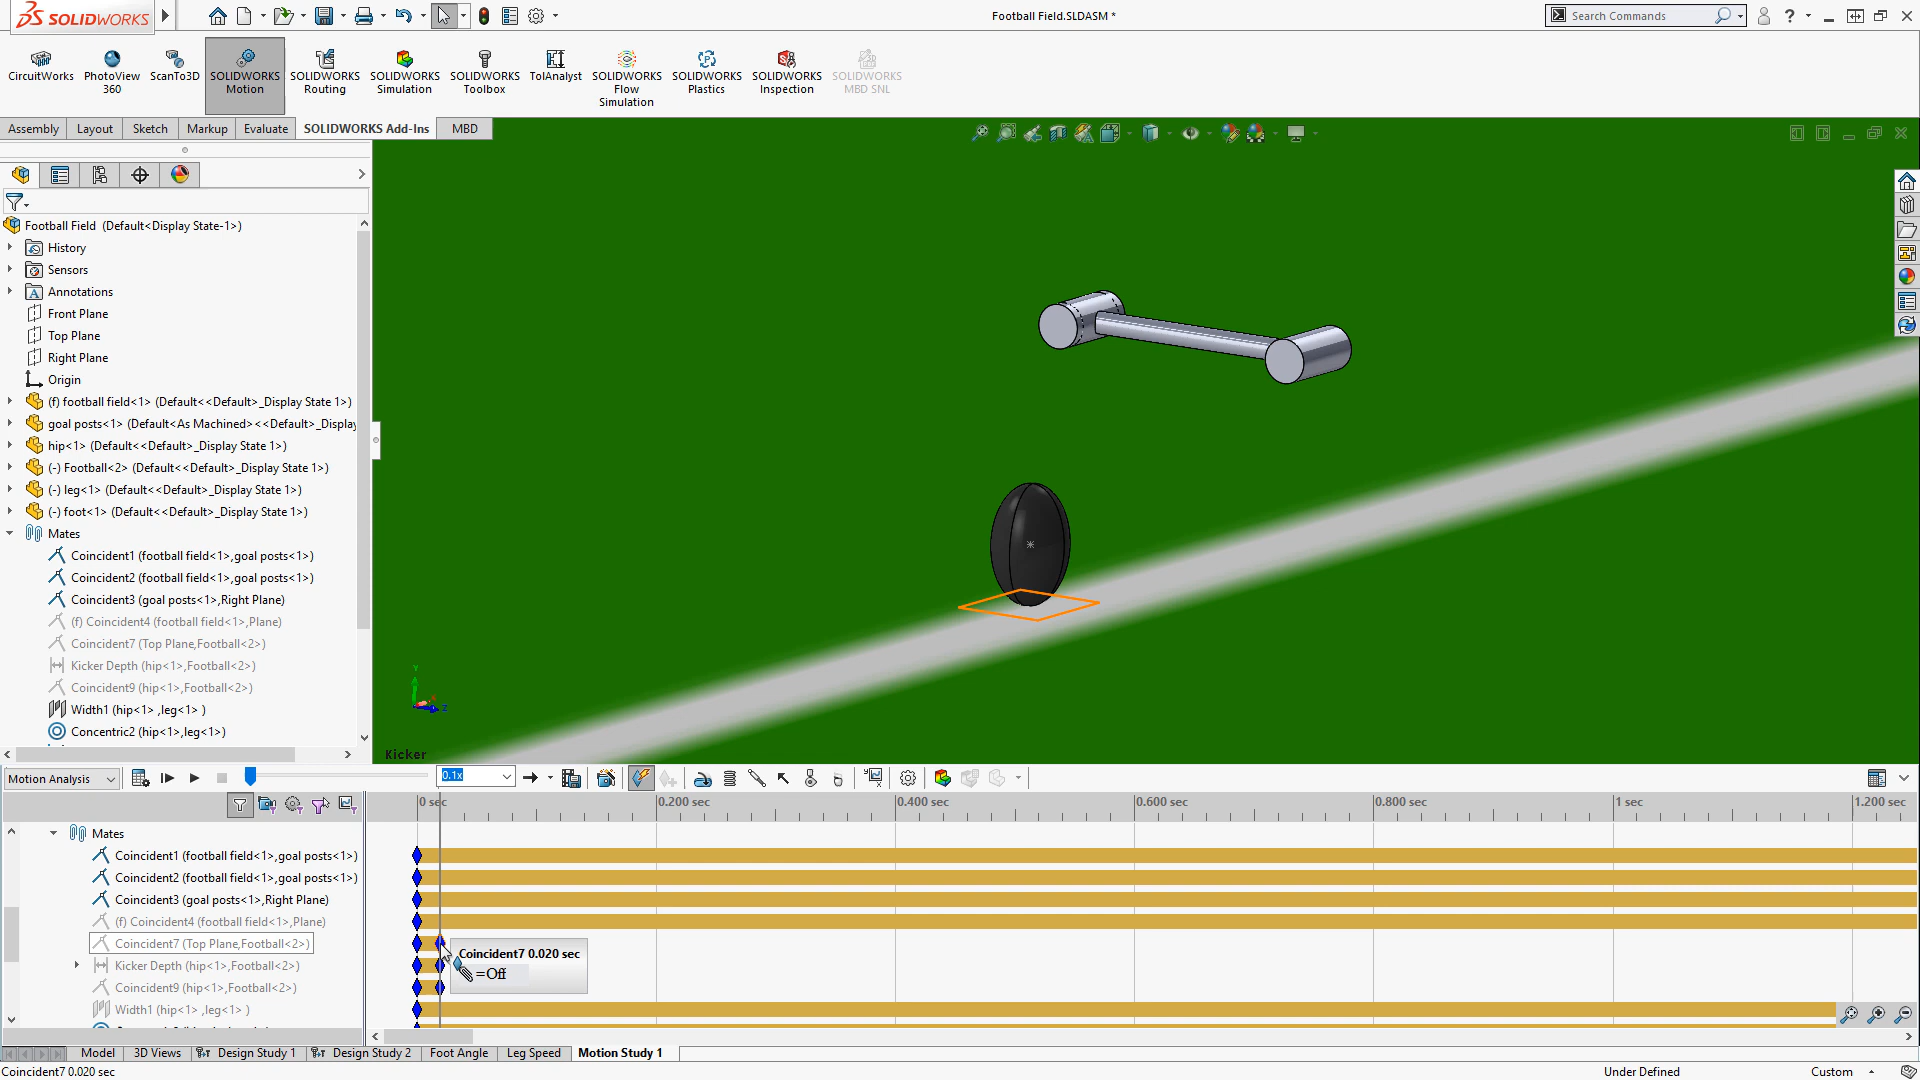 SOLIDWORKS
Football Field.SLDASM *
Search Commands
CircuitWorks
PhotoView 360
ScanTo3D
SOLIDWORKS Motion
SOLIDWORKS Routing
SOLIDWORKS Simulation
SOLIDWORKS Toolbox
TolAnalyst
SOLIDWORKS Flow Simulation
SOLIDWORKS Plastics
SOLIDWORKS Inspection
SOLIDWORKS MBD SNL
Assembly
Layout
Sketch
Markup
Evaluate
SOLIDWORKS Add-Ins
MBD
Football Field (Default<Display State-1>)
History
Sensors
Annotations
Front Plane
Top Plane
Right Plane
Origin
(f) football field<1> (Default<<Default>_Display State 1>)
goal posts<1> (Default<As Machined><<Default>_Display
hip<1> (Default<<Default>_Display State 1>)
(-) Football<2> (Default<<Default>_Display State 1>)
(-) leg<1> (Default<<Default>_Display State 1>)
(-) foot<1> (Default<<Default>_Display State 1>)
Mates
Coincident1 (football field<1>,goal posts<1>)
Coincident2 (football field<1>,goal posts<1>)
Coincident3 (goal posts<1>,Right Plane)
(f) Coincident4 (football field<1>,Plane)
Coincident7 (Top Plane,Football<2>)
Kicker Depth (hip<1>,Football<2>)
Coincident9 (hip<1>,Football<2>)
Width1 (hip<1> ,leg<1> )
Concentric2 (hip<1>,leg<1>)
Y
X
Z
Kicker
Motion Analysis
0.1x
0 sec
0.200 sec
0.400 sec
0.600 sec
0.800 sec
1 sec
1.200 sec
Mates
Coincident1 (football field<1>,goal posts<1>)
Coincident2 (football field<1>,goal posts<1>)
Coincident3 (goal posts<1>,Right Plane)
(f) Coincident4 (football field<1>,Plane)
Coincident7 (Top Plane,Football<2>)
Coincident7 0.020 sec
=Off
Kicker Depth (hip<1>,Football<2>)
Coincident9 (hip<1>,Football<2>)
Width1 (hip<1> ,leg<1> )
Model
3D Views
Design Study 1
Design Study 2
Foot Angle
Leg Speed
Motion Study 1
Coincident7 0.020 sec
Under Defined
Custom